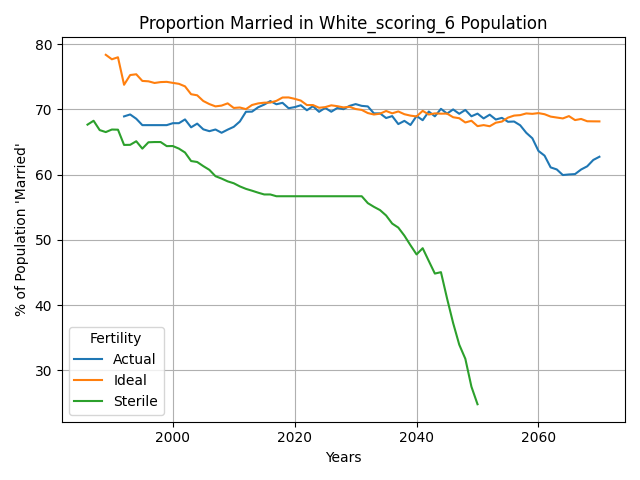 Proportion Married in White_scoring_6 Population
% of Population 'Married'
80
70
60
50
40
30
Fertility
Actual
Ideal
Sterile
2000
2020
2040
2060
Years